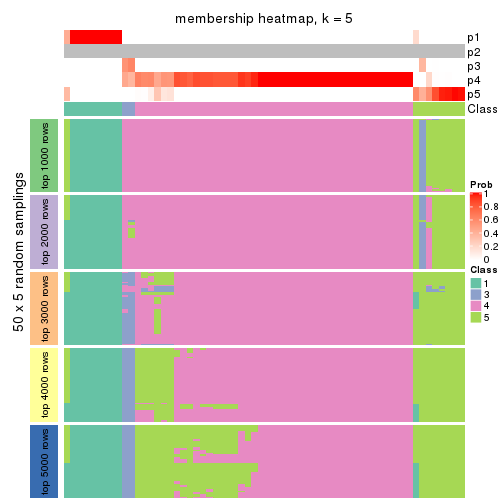 membership heatmap, k = 5
p1
p2
p3
p4
p5
Class
50 x 5 random samplings
top 1000 rows
top 2000 rows
top 3000 rows
top 4000 rows
top 5000 rows
Prob
1
0.8
0.6
0.4
0.2
0
Class
1
3
4
5